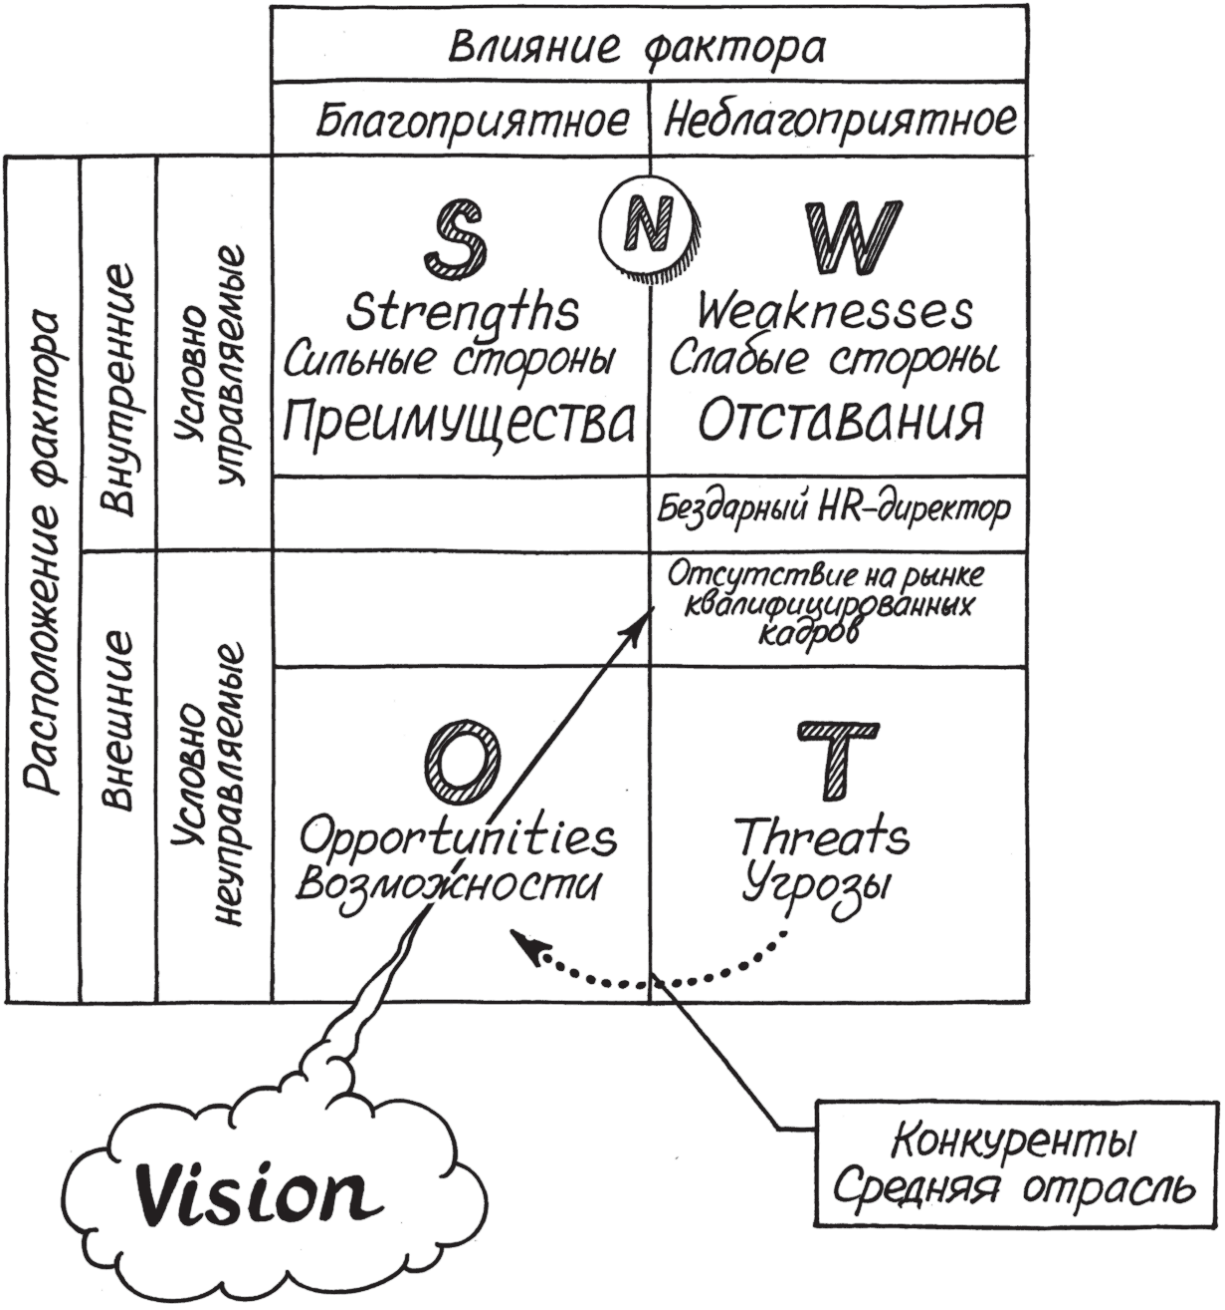 Влияние фактора
Благоприятное
Неблагоприятное
Расположение фактора
Внутренние
Условно
управляемые
S
Strengths
Сильные стороны
Преимущества
N
W
Weaknesses
Слабые стороны
Отставания
Бездарный HR-директор
Внешние
Условно
неуправляемые
Отсутствие на рынке
квалифицированных
кадров
O
Opportunities
Возможности
T
Threats
Угрозы
Vision
Конкуренты
Средняя отрасль